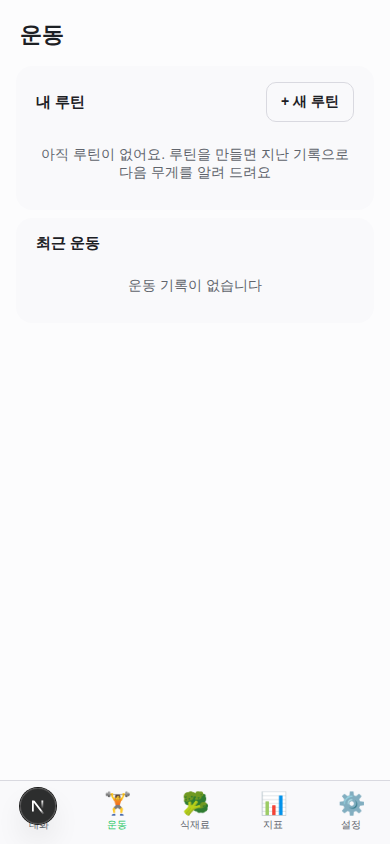 운동
내 루틴
+ 새 루틴
아직 루틴이 없어요. 루틴을 만들면 지난 기록으로
다음 무게를 알려 드려요
최근 운동
운동 기록이 없습니다
N
운동
식재료
지표
설정